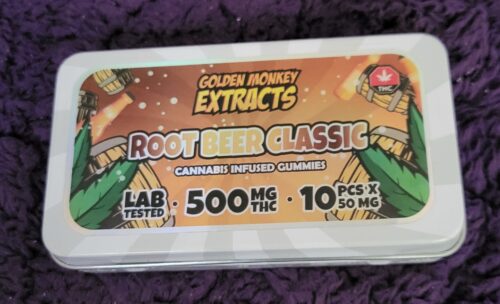 GOLDEN MONKEY
EXTRACTS
THC
ROOT BEER CLASSIC
CANNABIS INFUSED GUMMIES
LAB TESTED · 500 MG THC · 10 PCS X 50 MG